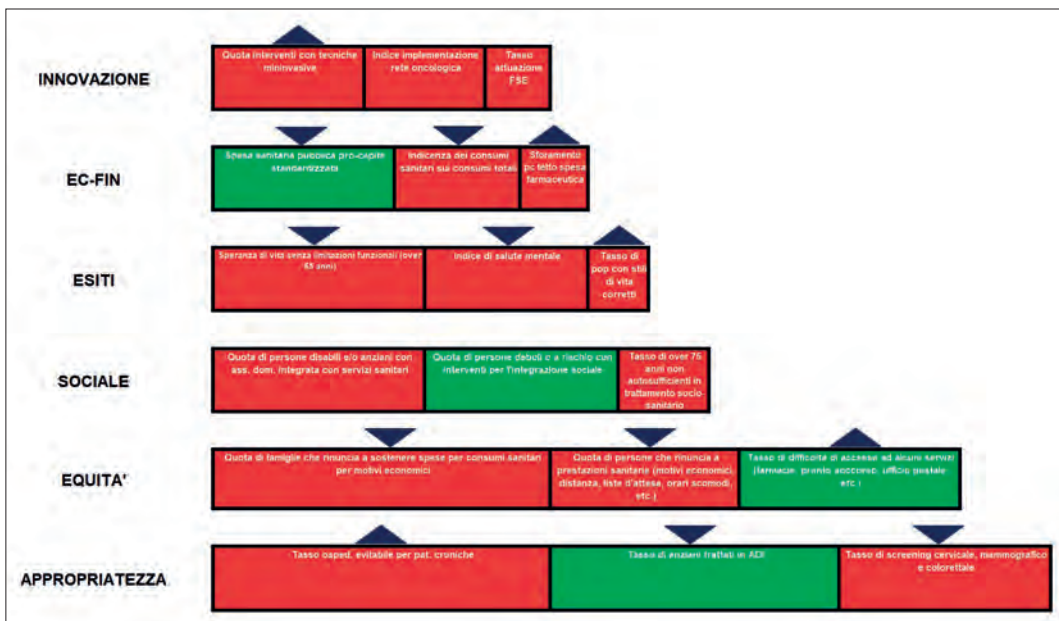 INNOVAZIONE
Quota interventi con tecniche
mininvasive
Indice implementazione
rete oncologica
Tasso
attuazione
FSE
EC-FIN
Spesa sanitaria pubblica pro-capite
standardizzata
Indicenza dei consumi
sanitari sui consumi totali
Sforamento
pc tetto spesa
farmaceutica
ESITI
Speranza di vita senza limitazioni funzionali (over
65 anni)
Indice di salute mentale
Tasso di
pop con stili
di vita
corretti
SOCIALE
Quota di persone disabili e/o anziani con
ass. dom. integrata con servizi sanitari
Quota di persone deboli o a rischio con
interventi per l'integrazione sociale
Tasso di over 75
anni non
autosufficienti in
trattamento socio-
sanitario
EQUITA'
Quota di famiglie che rinuncia a sostenere spese per consumi sanitari
per motivi economici
Quota di persone che rinuncia a
prestazioni sanitarie (motivi economici,
distanza, liste d'attesa, orari scomodi,
etc.)
Tasso di difficoltà di accesso ad alcuni servizi
(farmacie, pronto soccorso, ufficio postale
etc.)
APPROPRIATEZZA
Tasso osped. evitabile per pat. croniche
Tasso di anziani trattati in ADI
Tasso di screening cervicale, mammografico
e colorettale